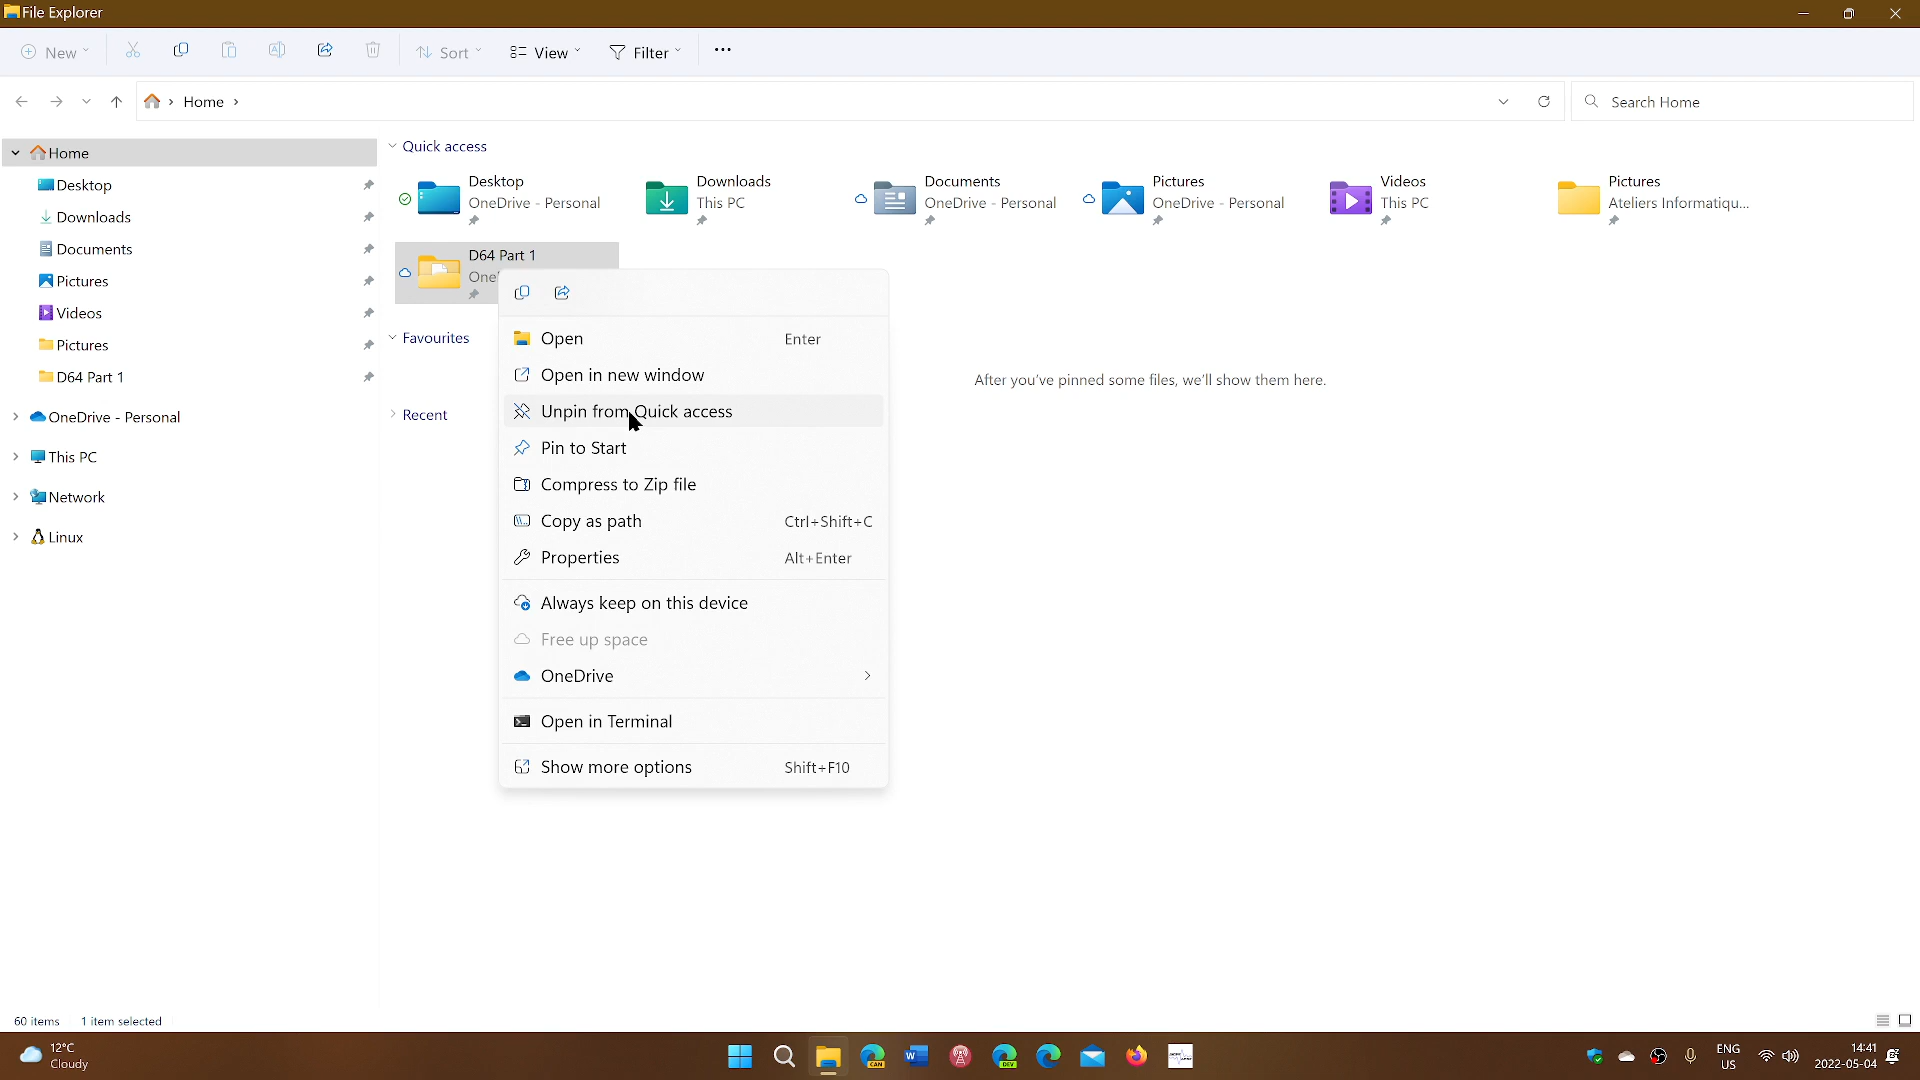 File Explorer
New
Sort
View
Filter
Home
Search Home
Home
Desktop
Downloads
Documents
Pictures
Videos
Pictures
D64 Part 1
OneDrive - Personal
This PC
Network
Linux
Quick access
Desktop
OneDrive - Personal
Downloads
This PC
Documents
OneDrive - Personal
Pictures
OneDrive - Personal
Videos
This PC
Pictures
Ateliers Informatiqu...
D64 Part 1
Favourites
After you've pinned some files, we'll show them here.
Recent
Open Enter
Open in new window
Unpin from Quick access
Pin to Start
Compress to Zip file
Copy as path Ctrl+Shift+C
Properties Alt+Enter
Always keep on this device
Free up space
OneDrive
Open in Terminal
Show more options Shift+F10
60 items 1 item selected
12°C
Cloudy
CAN
DEV
ENG
US
14:41
2022-05-04